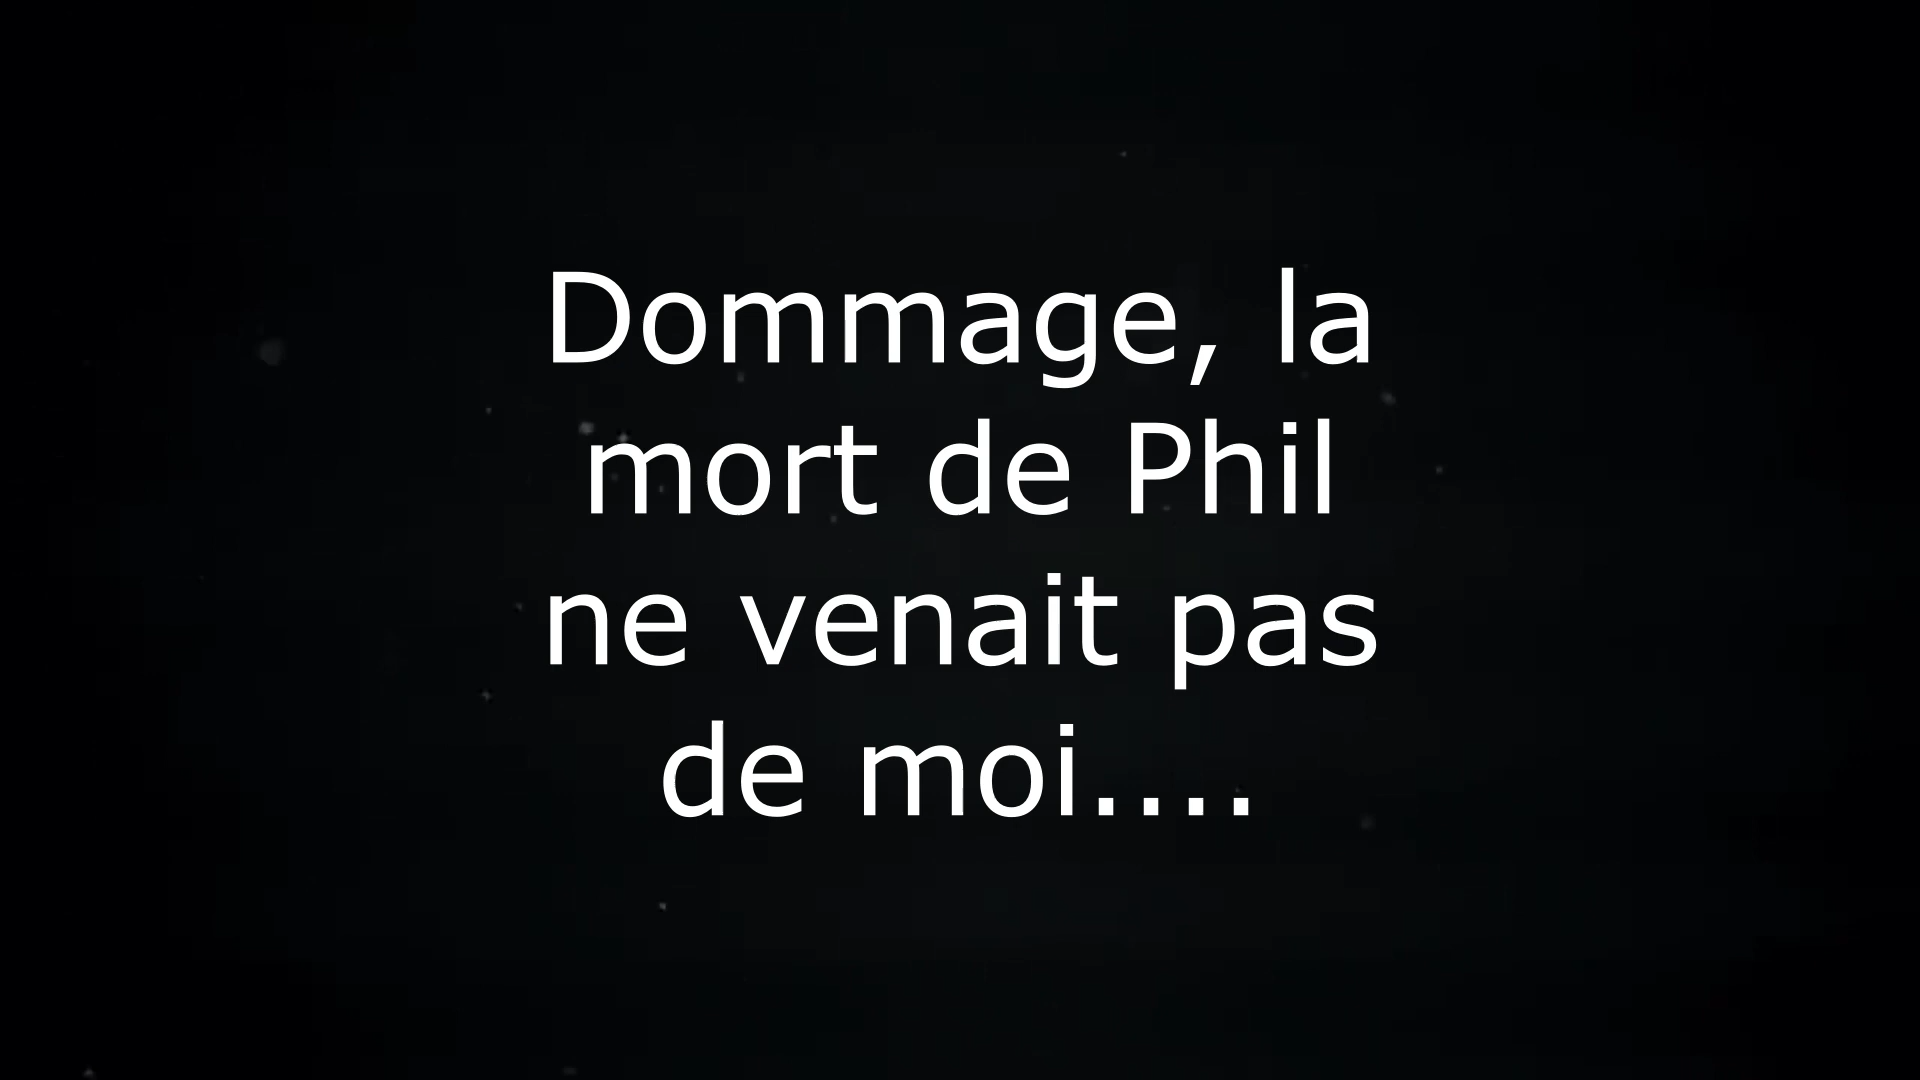 Dommage, la
mort de Phil
ne venait pas
de moi....